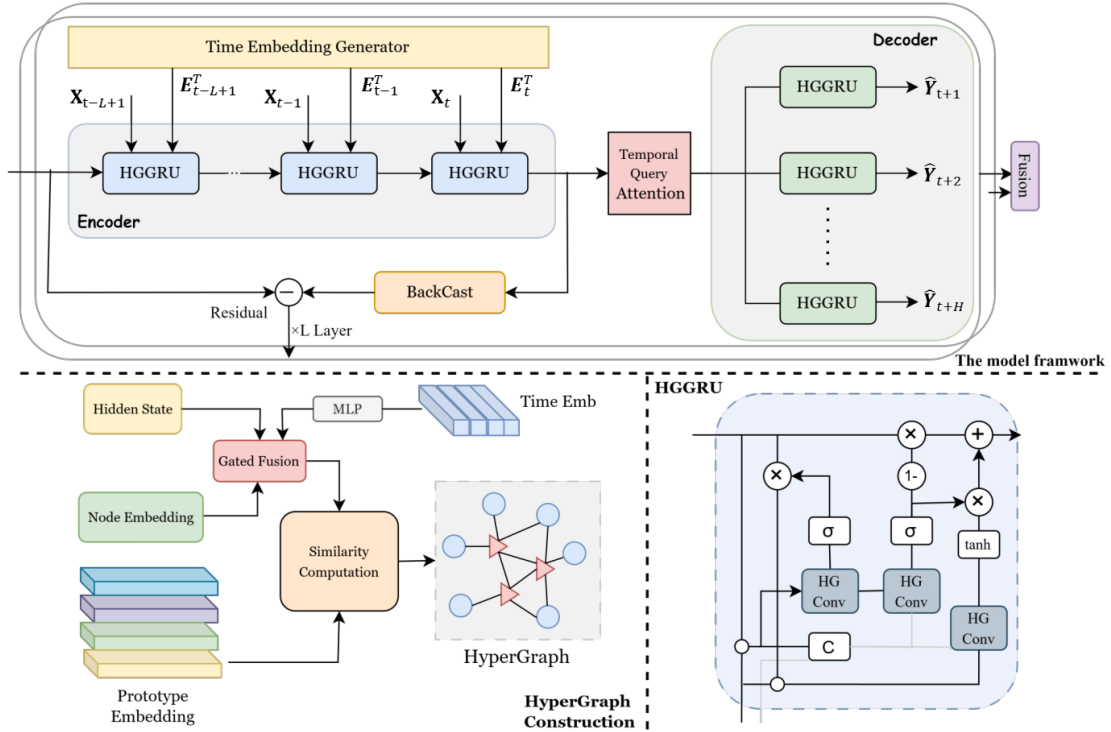 Decoder
Time Embedding Generator
X_{t-L+1}
E^T_{t-L+1}
X_{t-1}
E^T_{t-1}
X_t
E^T_t
HGGRU
...
HGGRU
HGGRU
Encoder
Temporal
Query
Attention
HGGRU
Ŷ_{t+1}
HGGRU
Ŷ_{t+2}
HGGRU
Ŷ_{t+H}
Fusion
BackCast
−
Residual
×L Layer
The model framwork
Hidden State
MLP
Time Emb
Gated Fusion
Node Embedding
Similarity
Computation
HyperGraph
Prototype
Embedding
HyperGraph
Construction
HGGRU
×
+
×
1-
×
σ
σ
tanh
HG
Conv
HG
Conv
HG
Conv
C